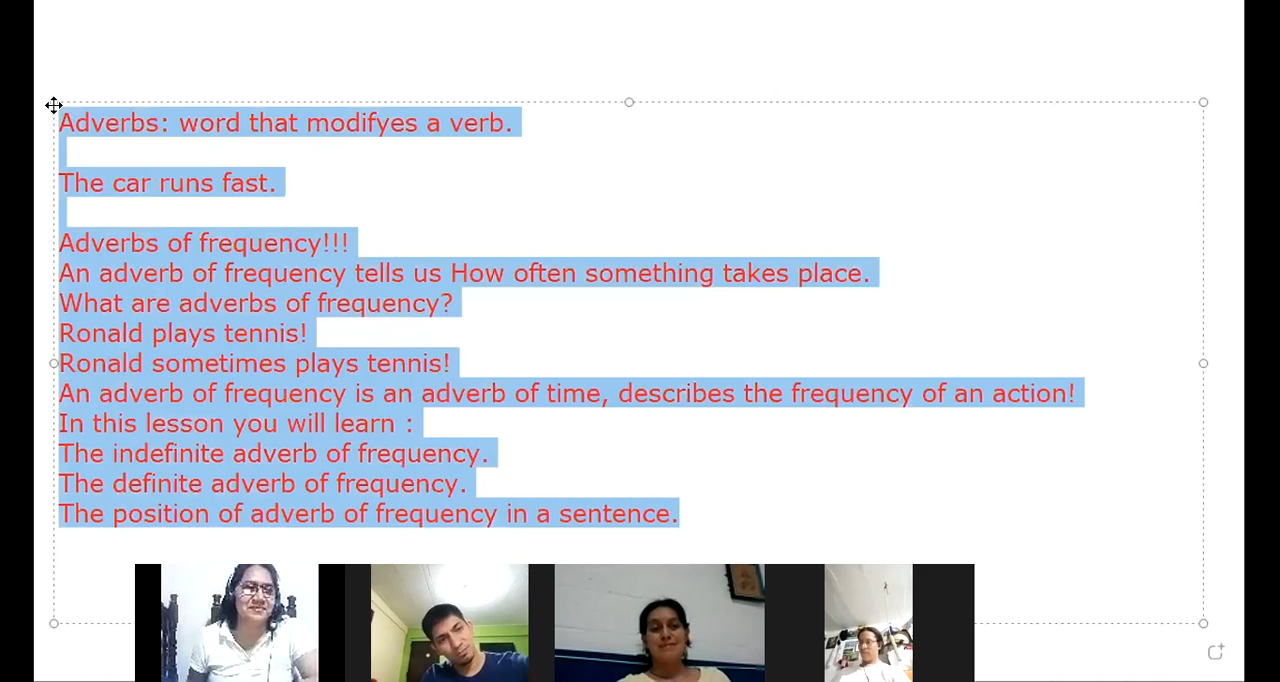 Adverbs: word that modifyes a verb.
The car runs fast.
Adverbs of frequency!!!
An adverb of frequency tells us How often something takes place.
What are adverbs of frequency?
Ronald plays tennis!
Ronald sometimes plays tennis!
An adverb of frequency is an adverb of time, describes the frequency of an action!
In this lesson you will learn :
The indefinite adverb of frequency.
The definite adverb of frequency.
The position of adverb of frequency in a sentence.